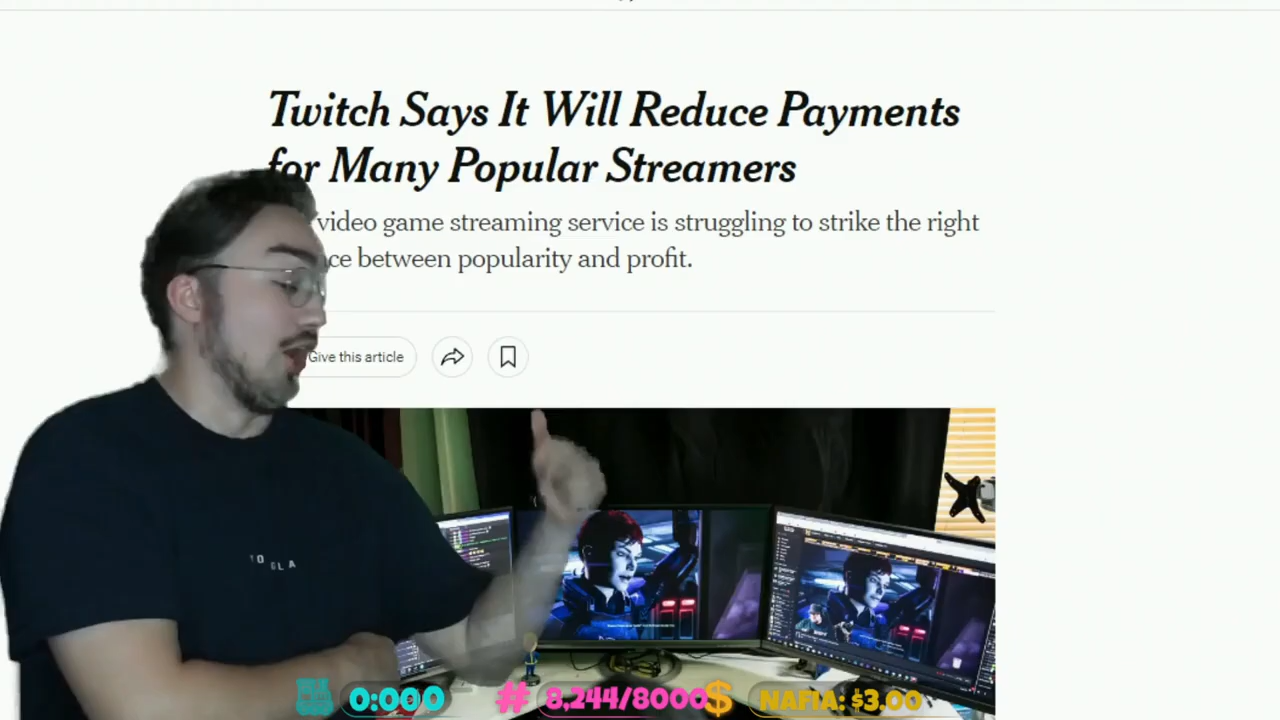 Twitch Says It Will Reduce Payments
for Many Popular Streamers
video game streaming service is struggling to strike the right
between popularity and profit.
Give this article
0:000
# 8,244/8000
$ NAFIA: $3.00